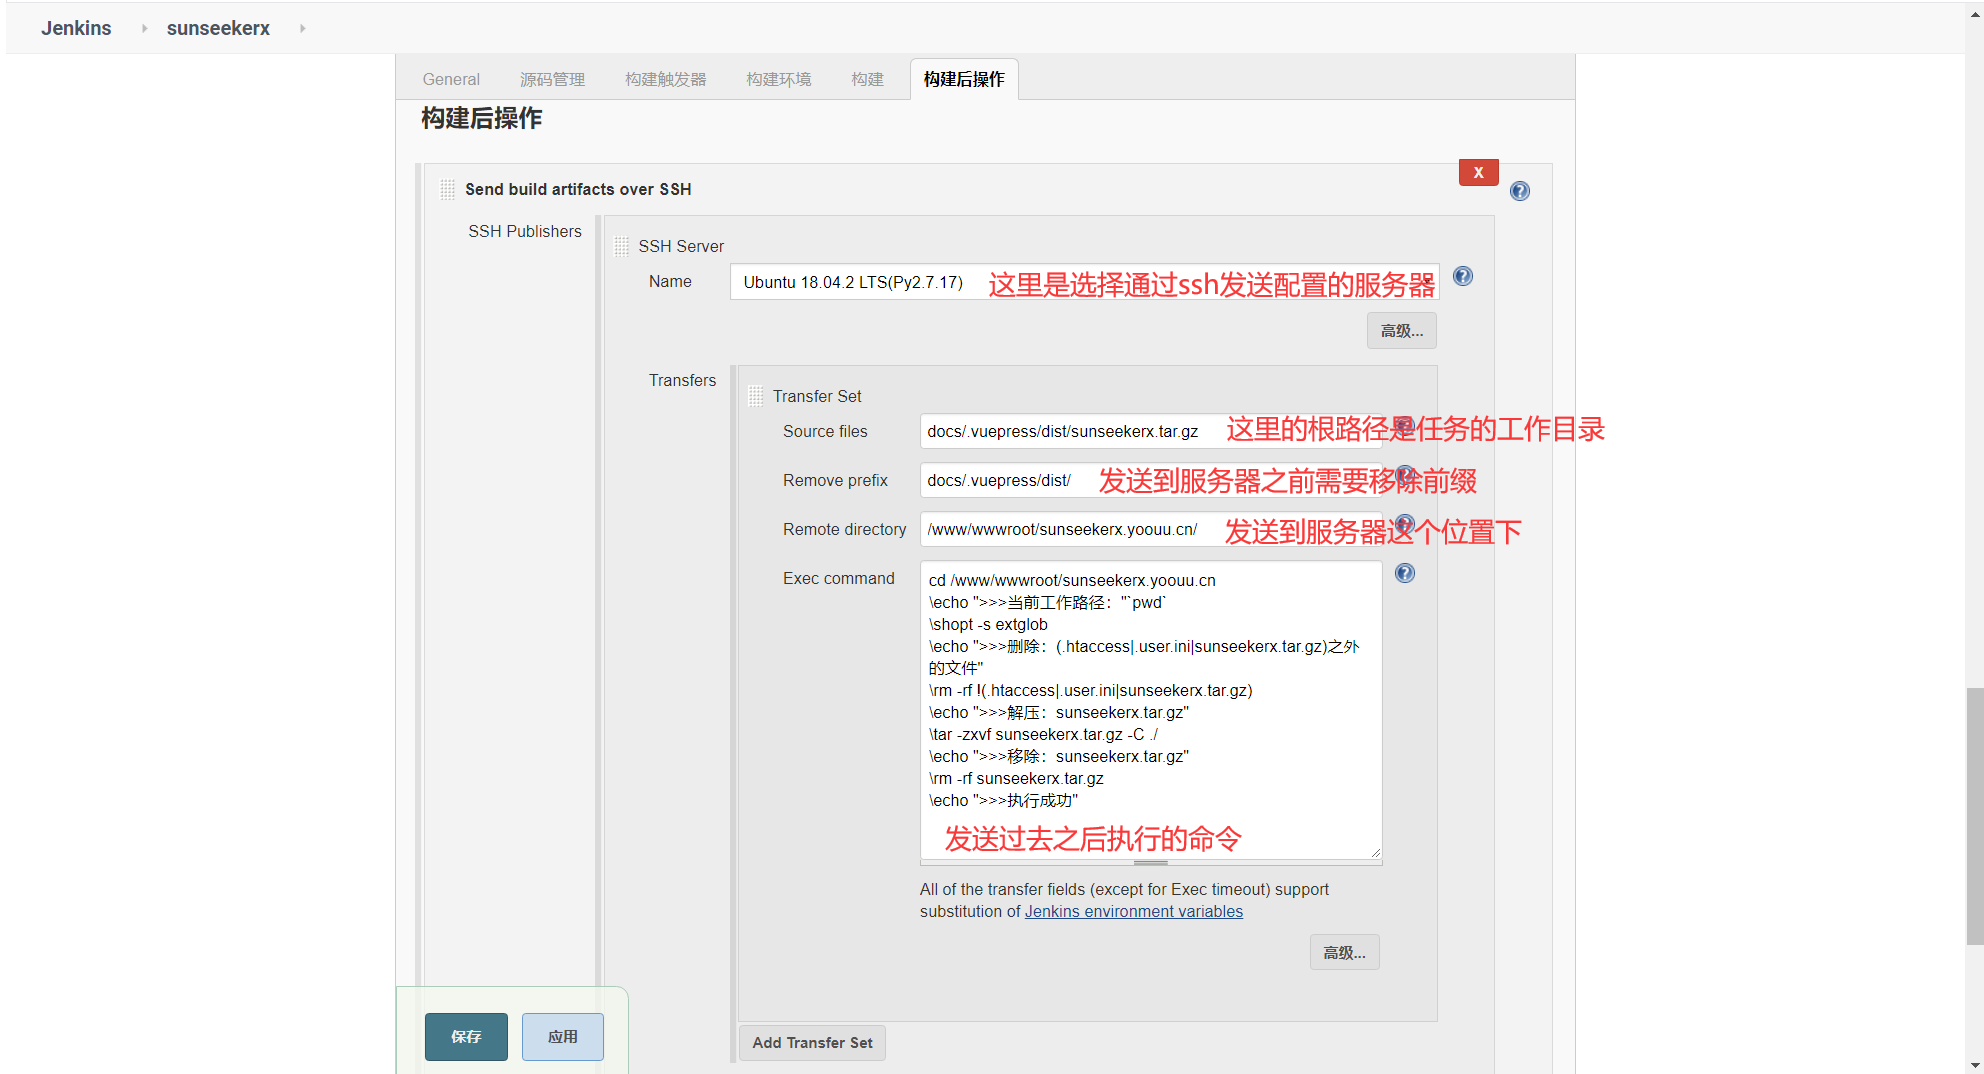 Jenkins
sunseekerx
General
源码管理
构建触发器
构建环境
构建
构建后操作
构建后操作
X
Send build artifacts over SSH
SSH Publishers
SSH Server
Name
Ubuntu 18.04.2 LTS(Py2.7.17)
这里是选择通过ssh发送配置的服务器
高级...
Transfers
Transfer Set
Source files
docs/.vuepress/dist/sunseekerx.tar.gz
这里的根路径是任务的工作目录
Remove prefix
docs/.vuepress/dist/
发送到服务器之前需要移除前缀
Remote directory
/www/wwwroot/sunseekerx.yoouu.cn/
发送到服务器这个位置下
Exec command
cd /www/wwwroot/sunseekerx.yoouu.cn
\echo ">>>当前工作路径："`pwd`
\shopt -s extglob
\echo ">>>删除：(.htaccess|.user.ini|sunseekerx.tar.gz)之外
的文件"
\rm -rf !(.htaccess|.user.ini|sunseekerx.tar.gz)
\echo ">>>解压：sunseekerx.tar.gz"
\tar -zxvf sunseekerx.tar.gz -C ./
\echo ">>>移除：sunseekerx.tar.gz"
\rm -rf sunseekerx.tar.gz
\echo ">>>执行成功"
发送过去之后执行的命令
All of the transfer fields (except for Exec timeout) support
substitution of Jenkins environment variables
高级...
保存
应用
Add Transfer Set